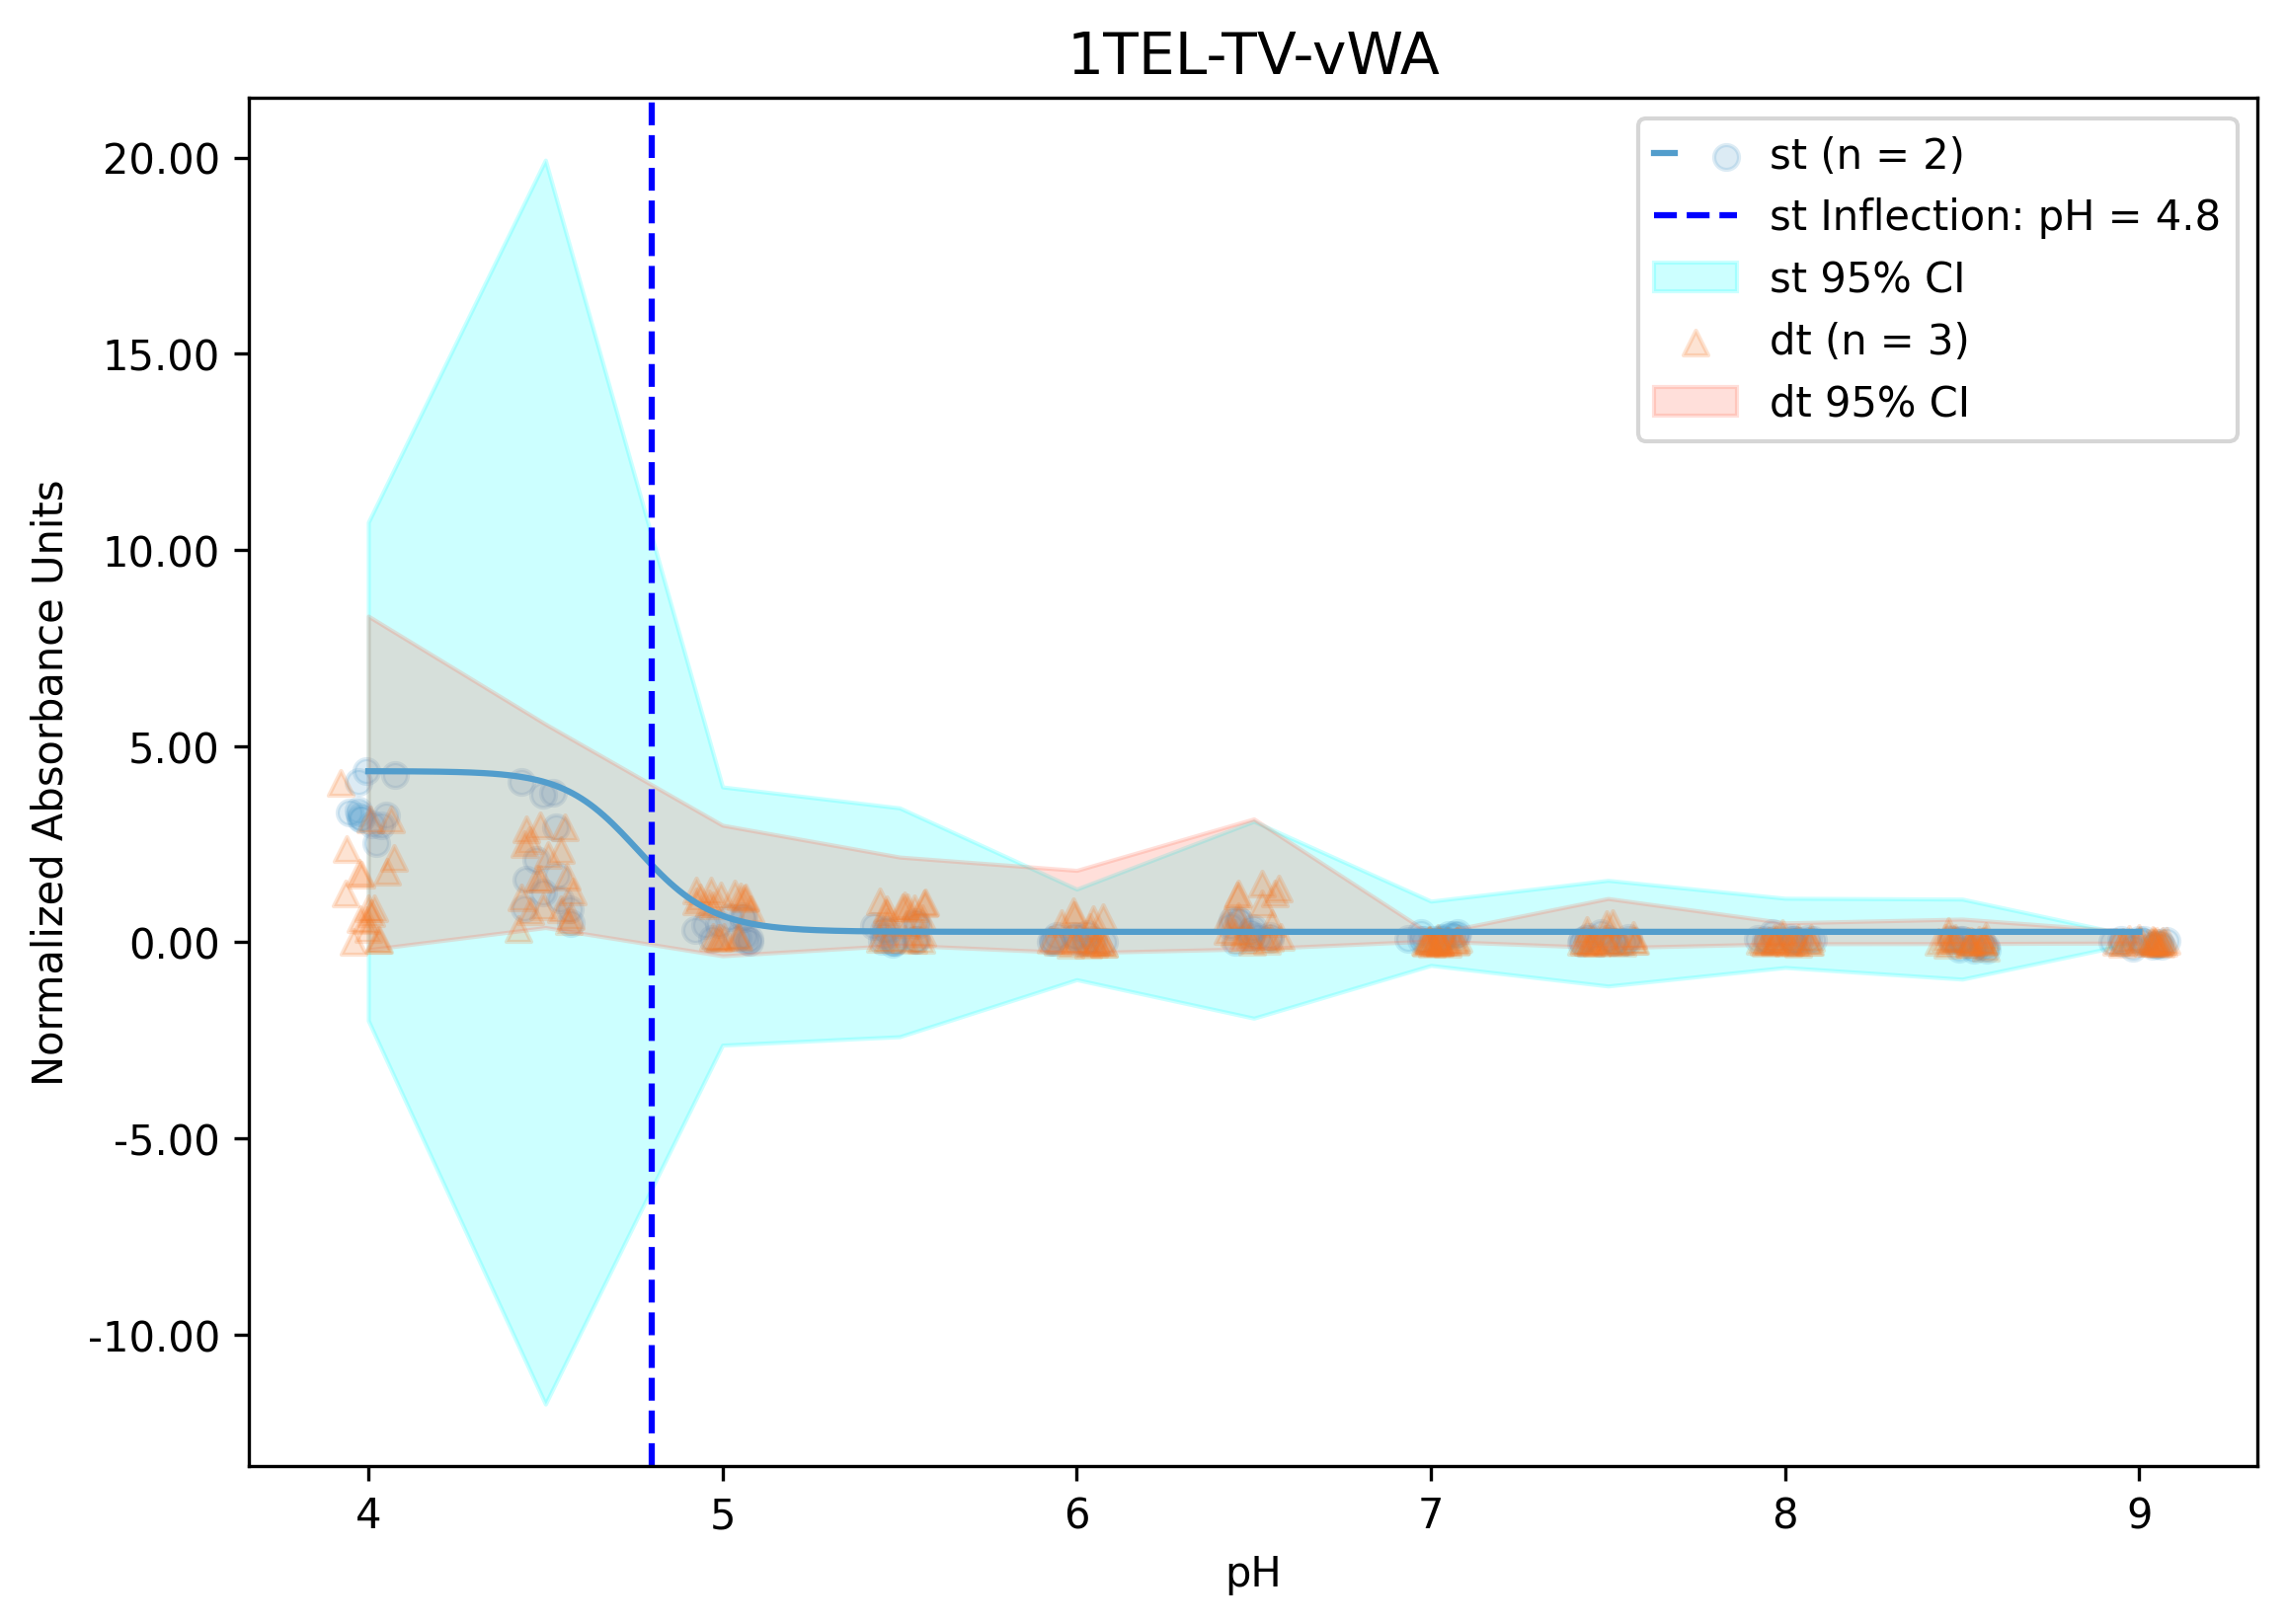 1TEL-TV-vWA
st (n = 2)
st Inflection: pH = 4.8
st 95% CI
dt (n = 3)
dt 95% CI
Normalized Absorbance Units
20.00
15.00
10.00
5.00
0.00
-5.00
-10.00
4 5 6 7 8 9
pH